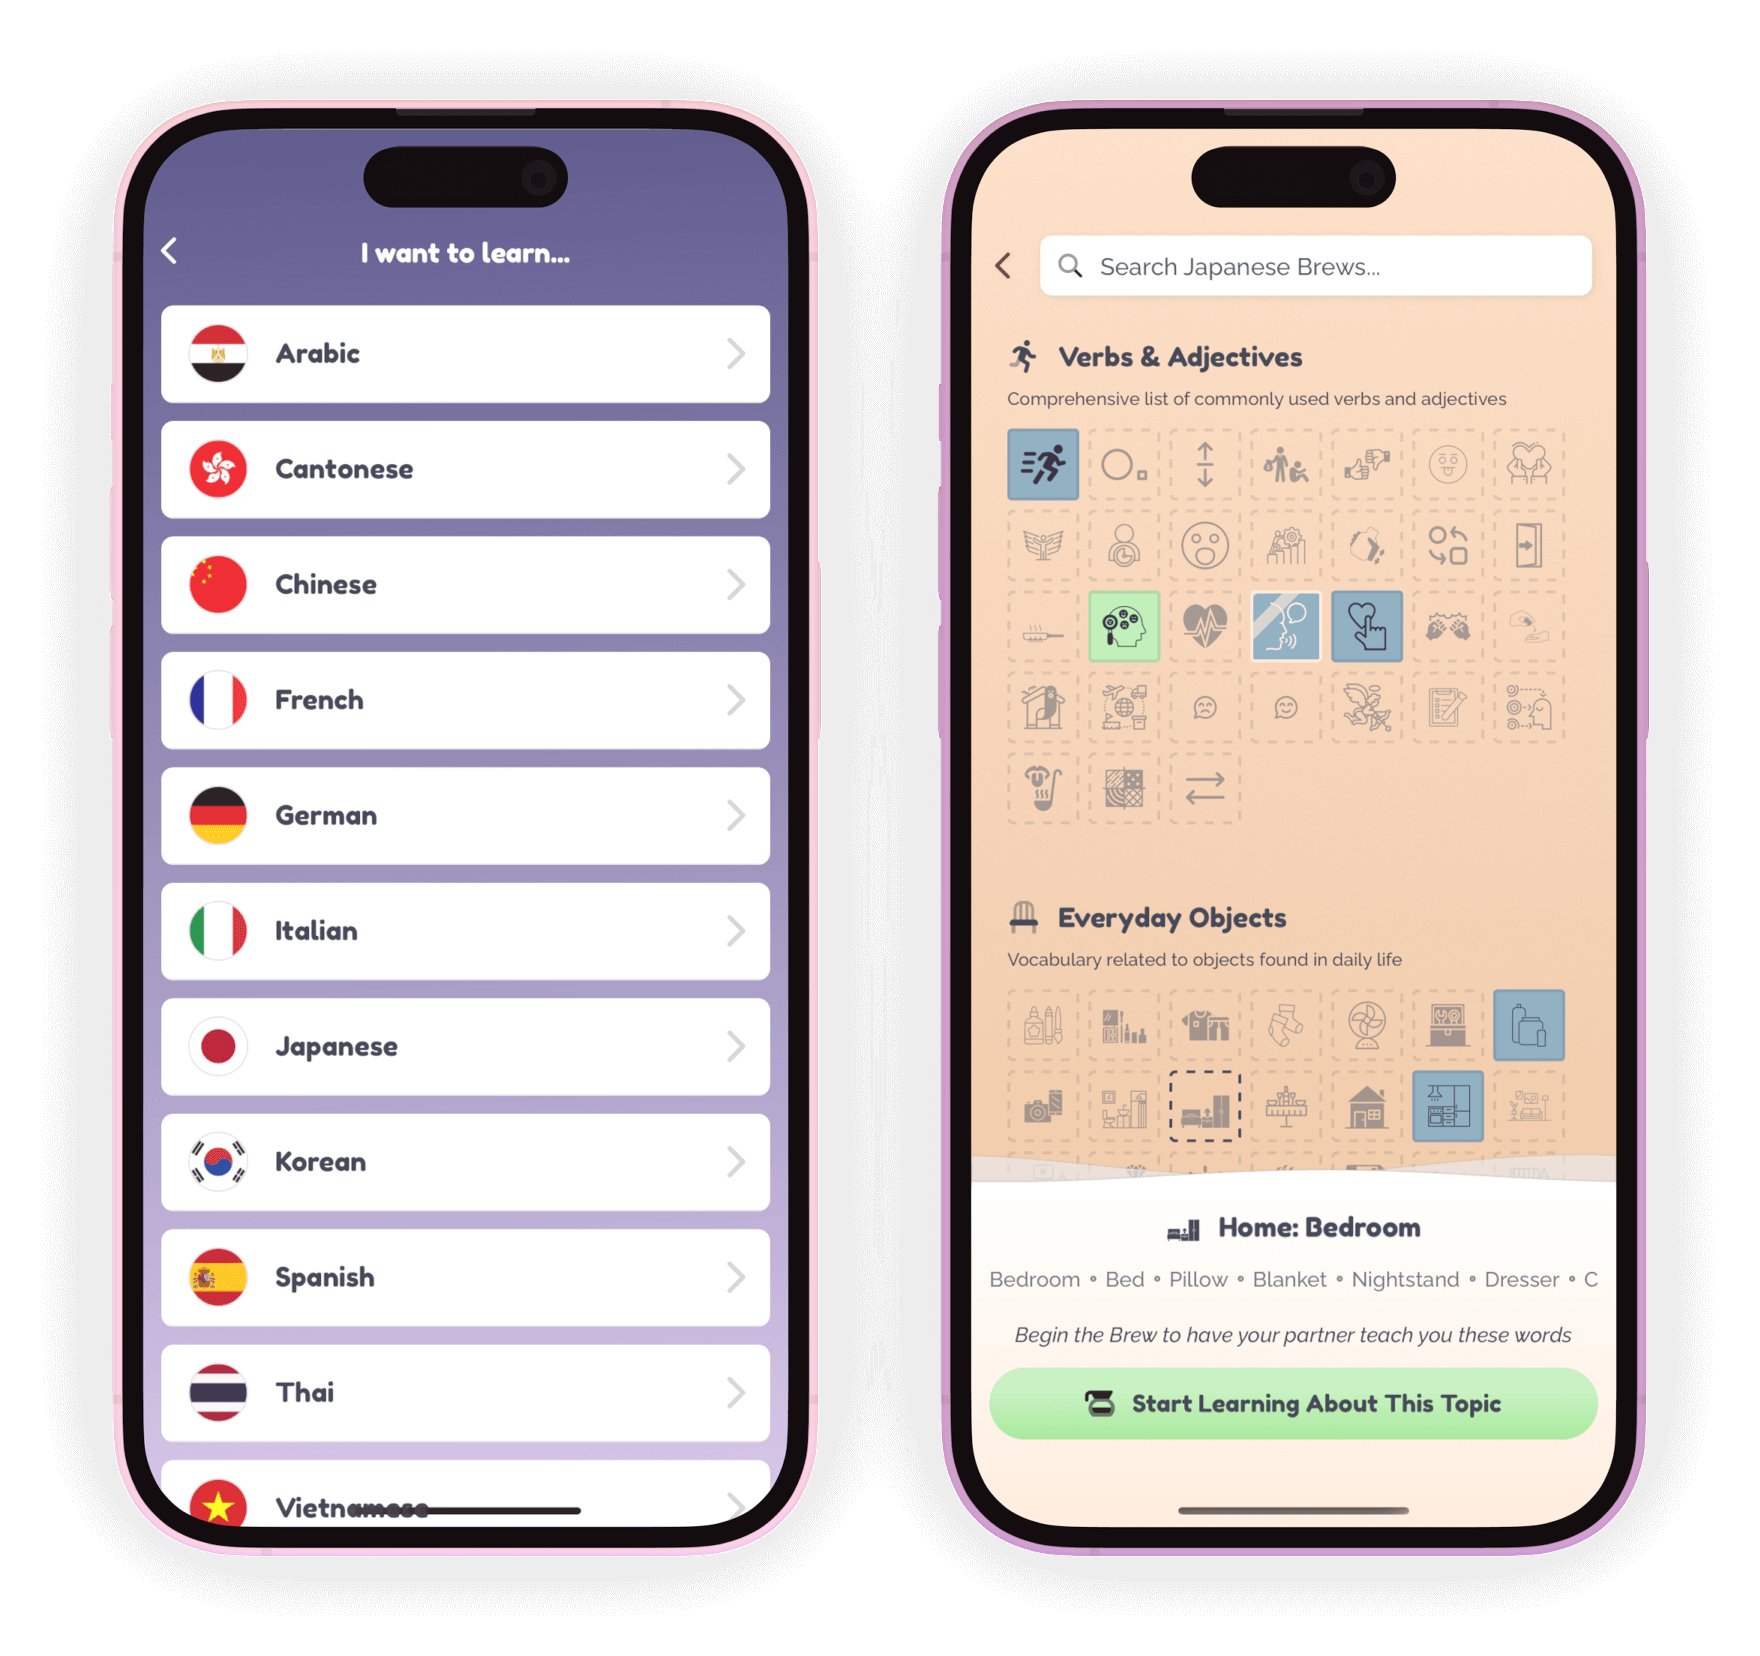 I want to learn...
Arabic
Cantonese
Chinese
French
German
Italian
Japanese
Korean
Spanish
Thai
Vietnamese
Search Japanese Brews...
Verbs & Adjectives
Comprehensive list of commonly used verbs and adjectives
Everyday Objects
Vocabulary related to objects found in daily life
Home: Bedroom
Bedroom • Bed • Pillow • Blanket • Nightstand • Dresser • C
Begin the Brew to have your partner teach you these words
Start Learning About This Topic